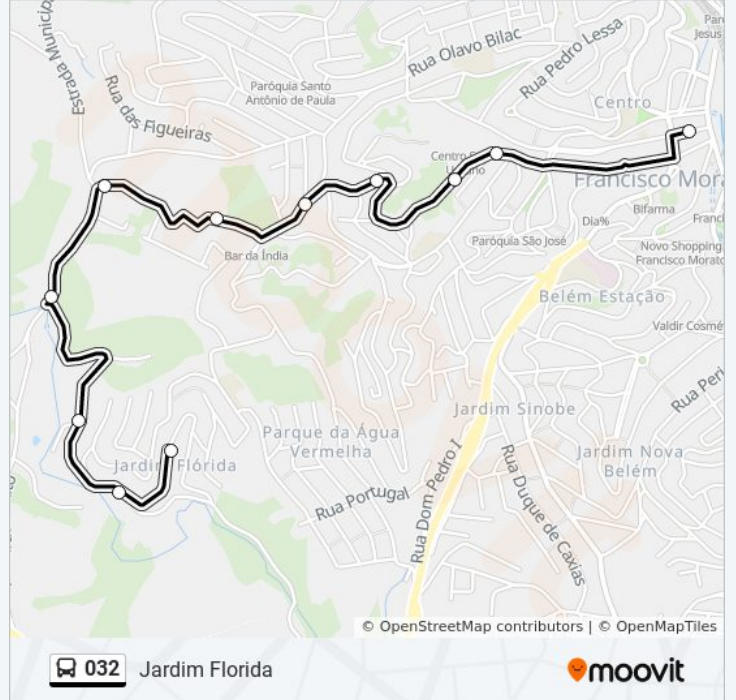 Estrada Municip
Rua das Figueiras
Paróquia Santo
Antônio de Paula
Rua Olavo Bilac
Rua Pedro Lessa
Jesus
Centro
Centro
Francisco Mora
Bifarma
Dia%
Franci
Paróquia São José
Novo Shopping
Francisco Morato
Bar da Índia
Belém Estação
Valdir Cosmé
Rua Peri
Jardim Sinobe
Parque da Água
Vermelha
Jardim Nova
Belém
Jardim Flórida
Rua Portugal
Rua Dom Pedro I
Rua Duque de Caxias
© OpenStreetMap contributors | © OpenMapTiles
032 Jardim Florida
moovit